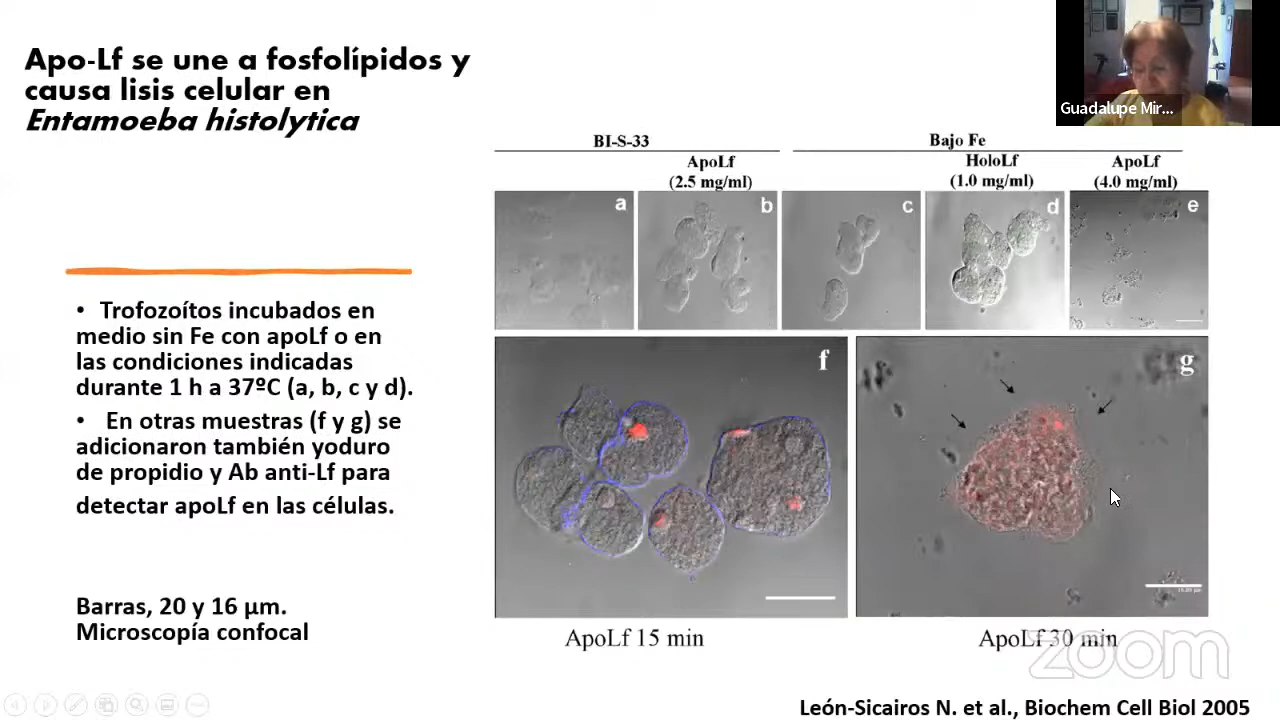 Apo-Lf se une a fosfolípidos y
causa lisis celular en
Entamoeba histolytica
Guadalupe Mir...
BI-S-33
Bajo Fe
ApoLf
(2.5 mg/ml)
HoloLf
(1.0 mg/ml)
ApoLf
(4.0 mg/ml)
a
b
c
d
e
f
g
• Trofozoítos incubados en
medio sin Fe con apoLf o en
las condiciones indicadas
durante 1 h a 37ºC (a, b, c y d).
• En otras muestras (f y g) se
adicionaron también yoduro
de propidio y Ab anti-Lf para
detectar apoLf en las células.
Barras, 20 y 16 µm.
Microscopía confocal
ApoLf 15 min
ApoLf 30 min
zoom
León-Sicairos N. et al., Biochem Cell Biol 2005